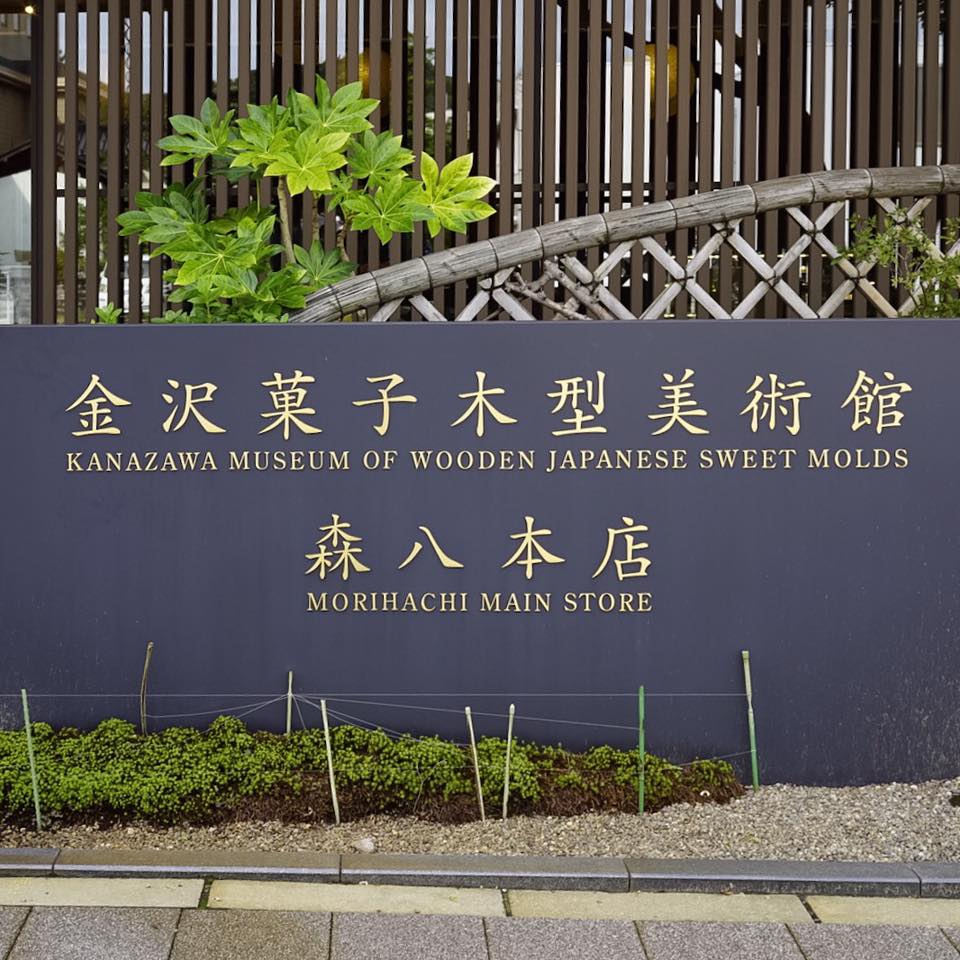 金沢菓子木型美術館
KANAZAWA MUSEUM OF WOODEN JAPANESE SWEET MOLDS
森八本店
MORIHACHI MAIN STORE